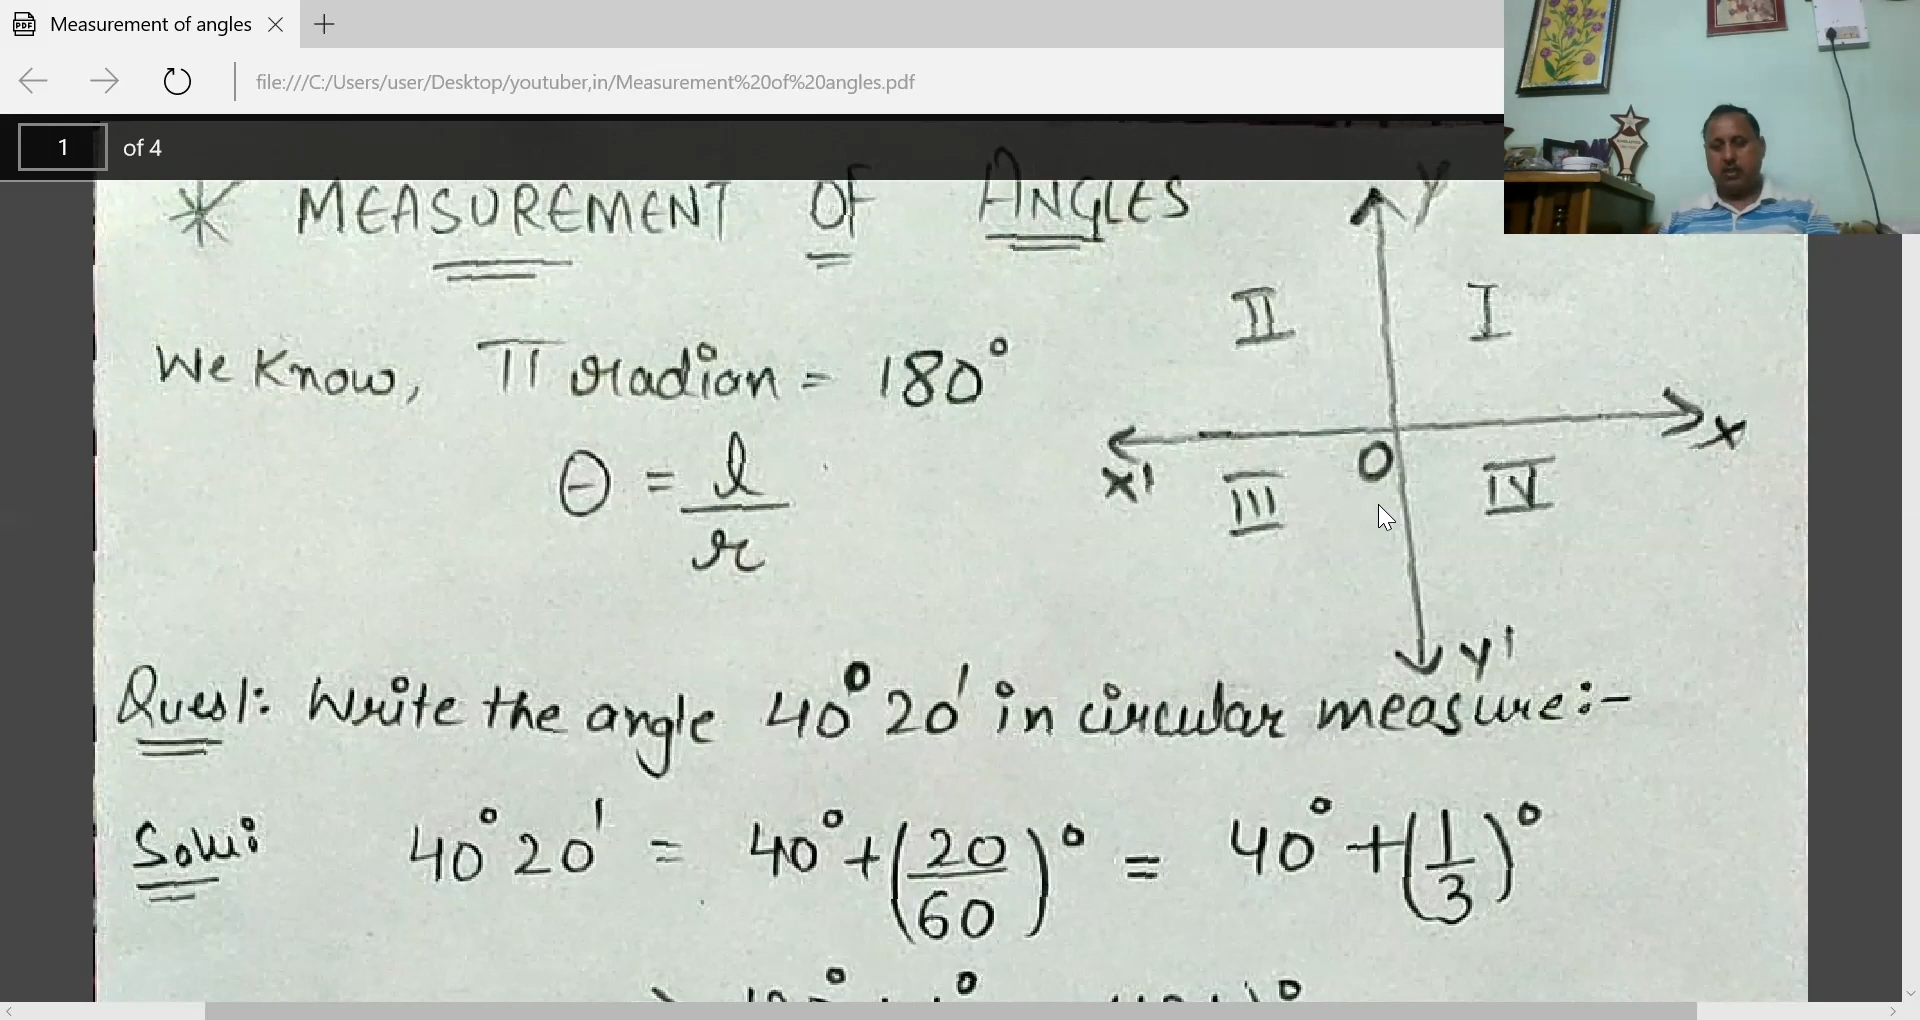 Measurement of angles
file:///C:/Users/user/Desktop/youtuber,in/Measurement%20of%20angles.pdf
1 of 4
* MEASUREMENT OF ANGLES
Y
II I
We Know, π radian = 180°
X' O X
θ = l/r
III IV
Y'
Ques1: Write the angle 40° 20' in circular measure:-
Solu: 40° 20' = 40° + (20/60)° = 40° + (1/3)°